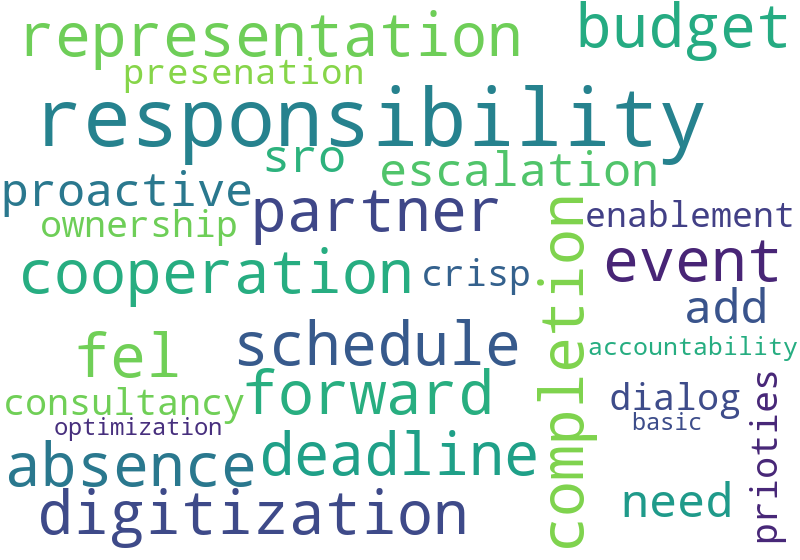 representation
budget
presenation
responsibility
sro
escalation
proactive
partner
ownership
enablement
cooperation
crisp
event
completion
add
schedule
fel
accountability
forward
consultancy
dialog
prioties
optimization
basic
absence
deadline
need
digitization